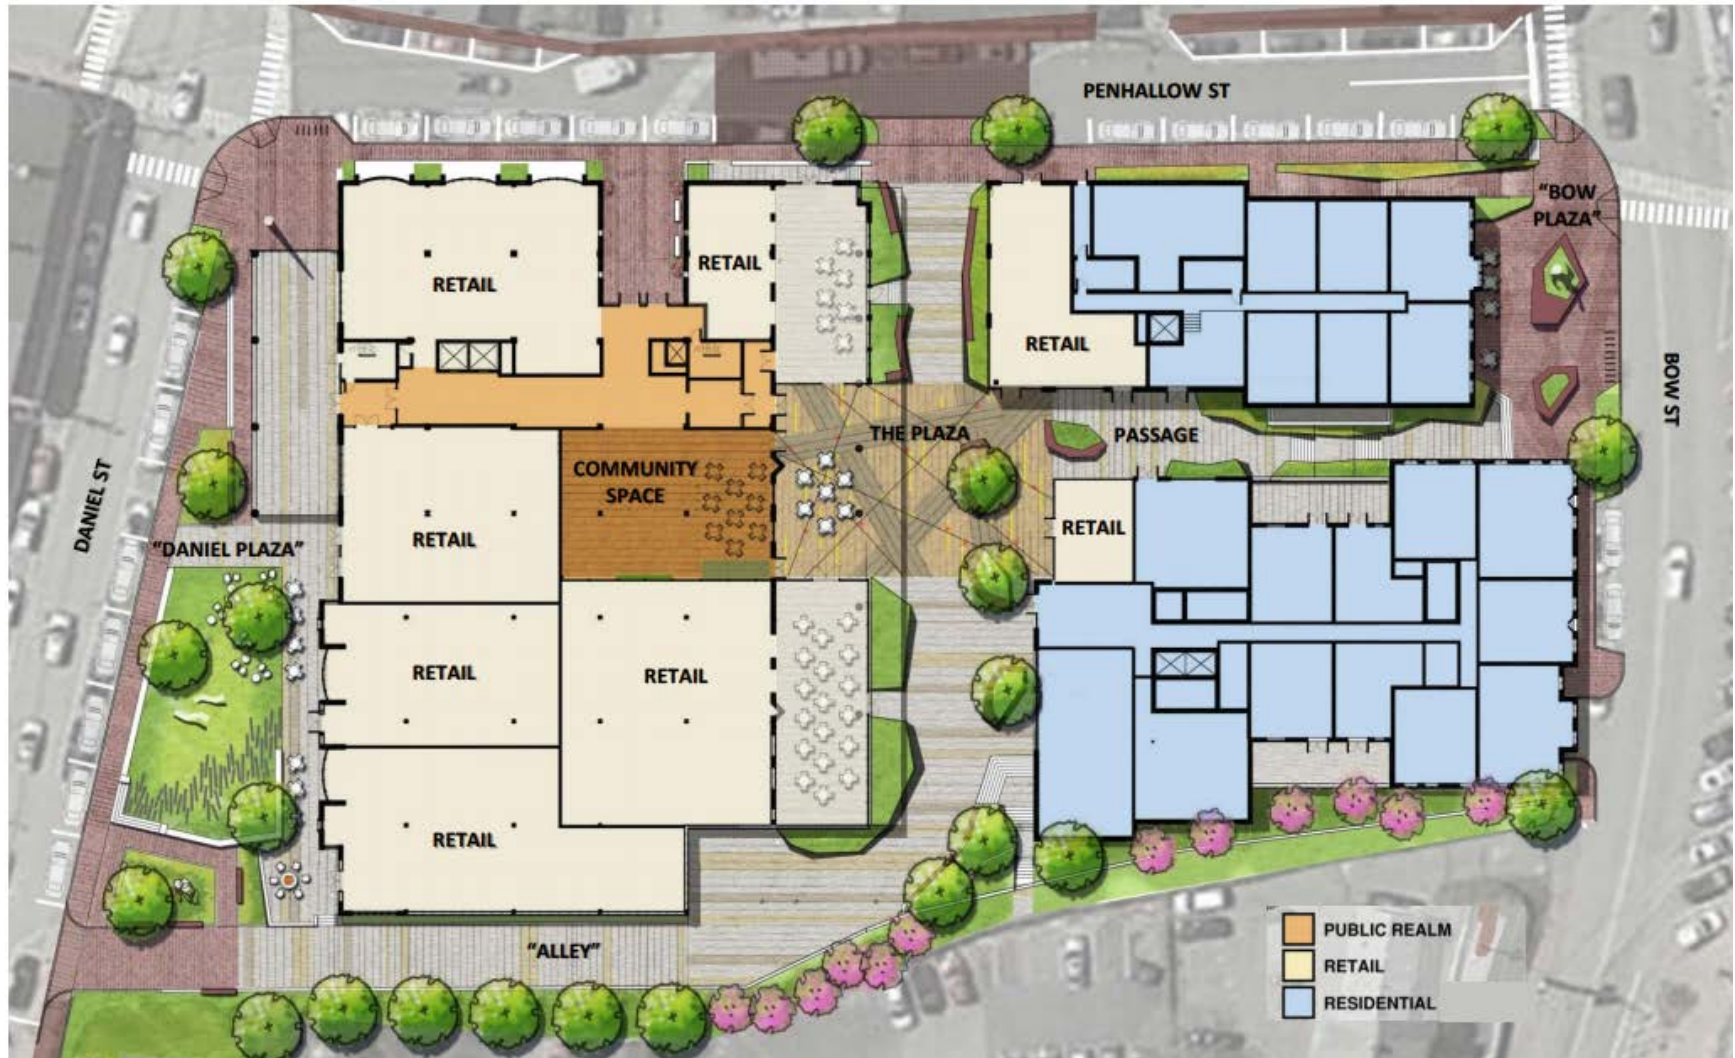 PENHALLOW ST
"BOW
PLAZA"
RETAIL
RETAIL
RETAIL
BOW ST
THE PLAZA
PASSAGE
COMMUNITY
SPACE
DANIEL ST
RETAIL
RETAIL
"DANIEL PLAZA"
RETAIL
RETAIL
RETAIL
"ALLEY"
PUBLIC REALM
RETAIL
RESIDENTIAL